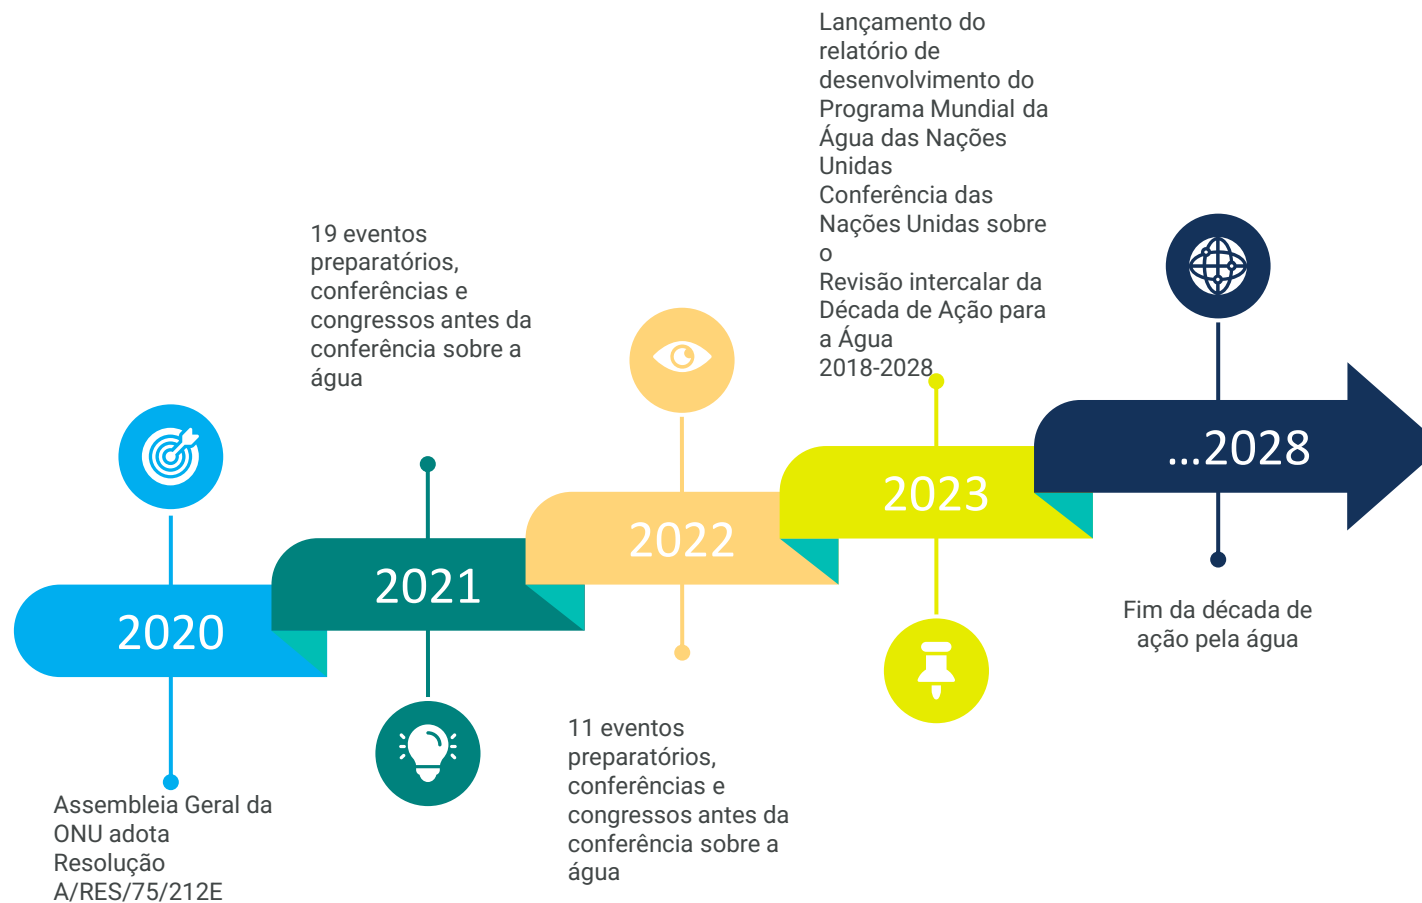 2020
Assembleia Geral da
ONU adota
Resolução
A/RES/75/212E
19 eventos
preparatórios,
conferências e
congressos antes da
conferência sobre a
água
2021
2022
11 eventos
preparatórios,
conferências e
congressos antes da
conferência sobre a
água
Lançamento do
relatório de
desenvolvimento do
Programa Mundial da
Água das Nações
Unidas
Conferência das
Nações Unidas sobre
o
Revisão intercalar da
Década de Ação para
a Água
2018-2028
2023
...2028
Fim da década de
ação pela água